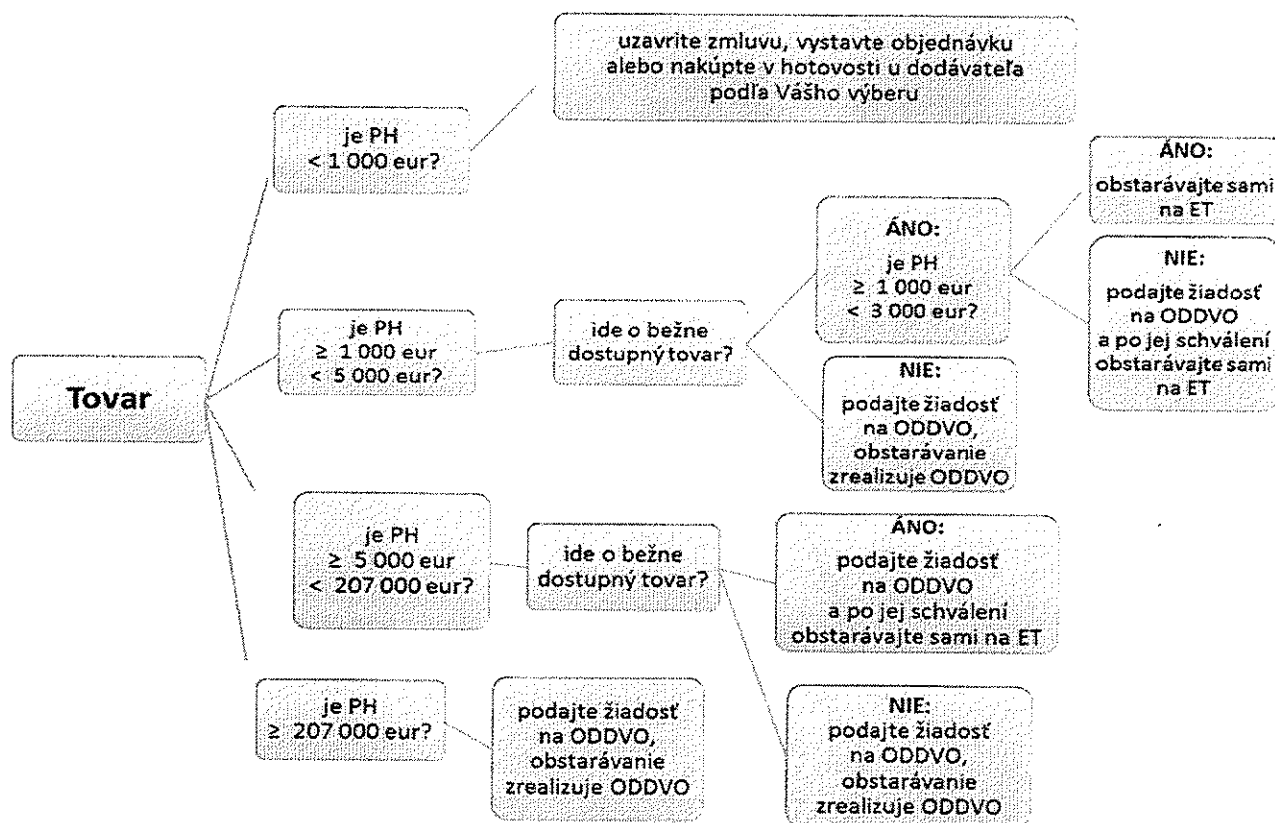 Tovar
je PH
< 1 000 eur?
uzavrite zmluvu, vystavte objednávku
alebo nakúpte v hotovosti u dodávateľa
podľa Vášho výberu
je PH
≥ 1 000 eur
< 5 000 eur?
ide o bežne
dostupný tovar?
ÁNO:
je PH
≥ 1 000 eur
< 3 000 eur?
ÁNO:
obstarávajte sami
na ET
NIE:
podajte žiadosť
na ODDVO
a po jej schválení
obstarávajte sami
na ET
NIE:
podajte žiadosť
na ODDVO,
obstarávanie
zrealizuje ODDVO
je PH
≥ 5 000 eur
< 207 000 eur?
ide o bežne
dostupný tovar?
ÁNO:
podajte žiadosť
na ODDVO
a po jej schválení
obstarávajte sami na ET
NIE:
podajte žiadosť
na ODDVO,
obstarávanie
zrealizuje ODDVO
je PH
≥ 207 000 eur?
podajte žiadosť
na ODDVO,
obstarávanie
zrealizuje ODDVO